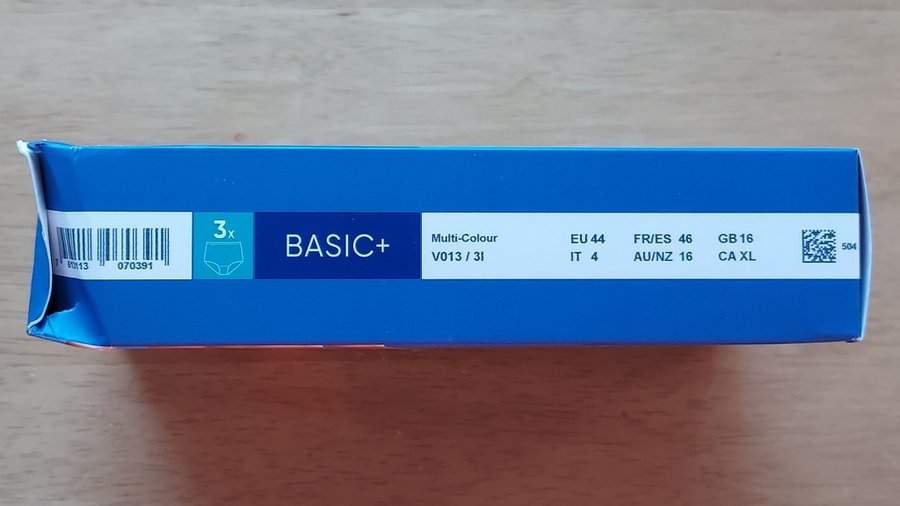 3x
BASIC+
Multi-Colour
V013 / 3I
EU 44 FR/ES 46 GB 16
IT 4 AU/NZ 16 CA XL
504
070391